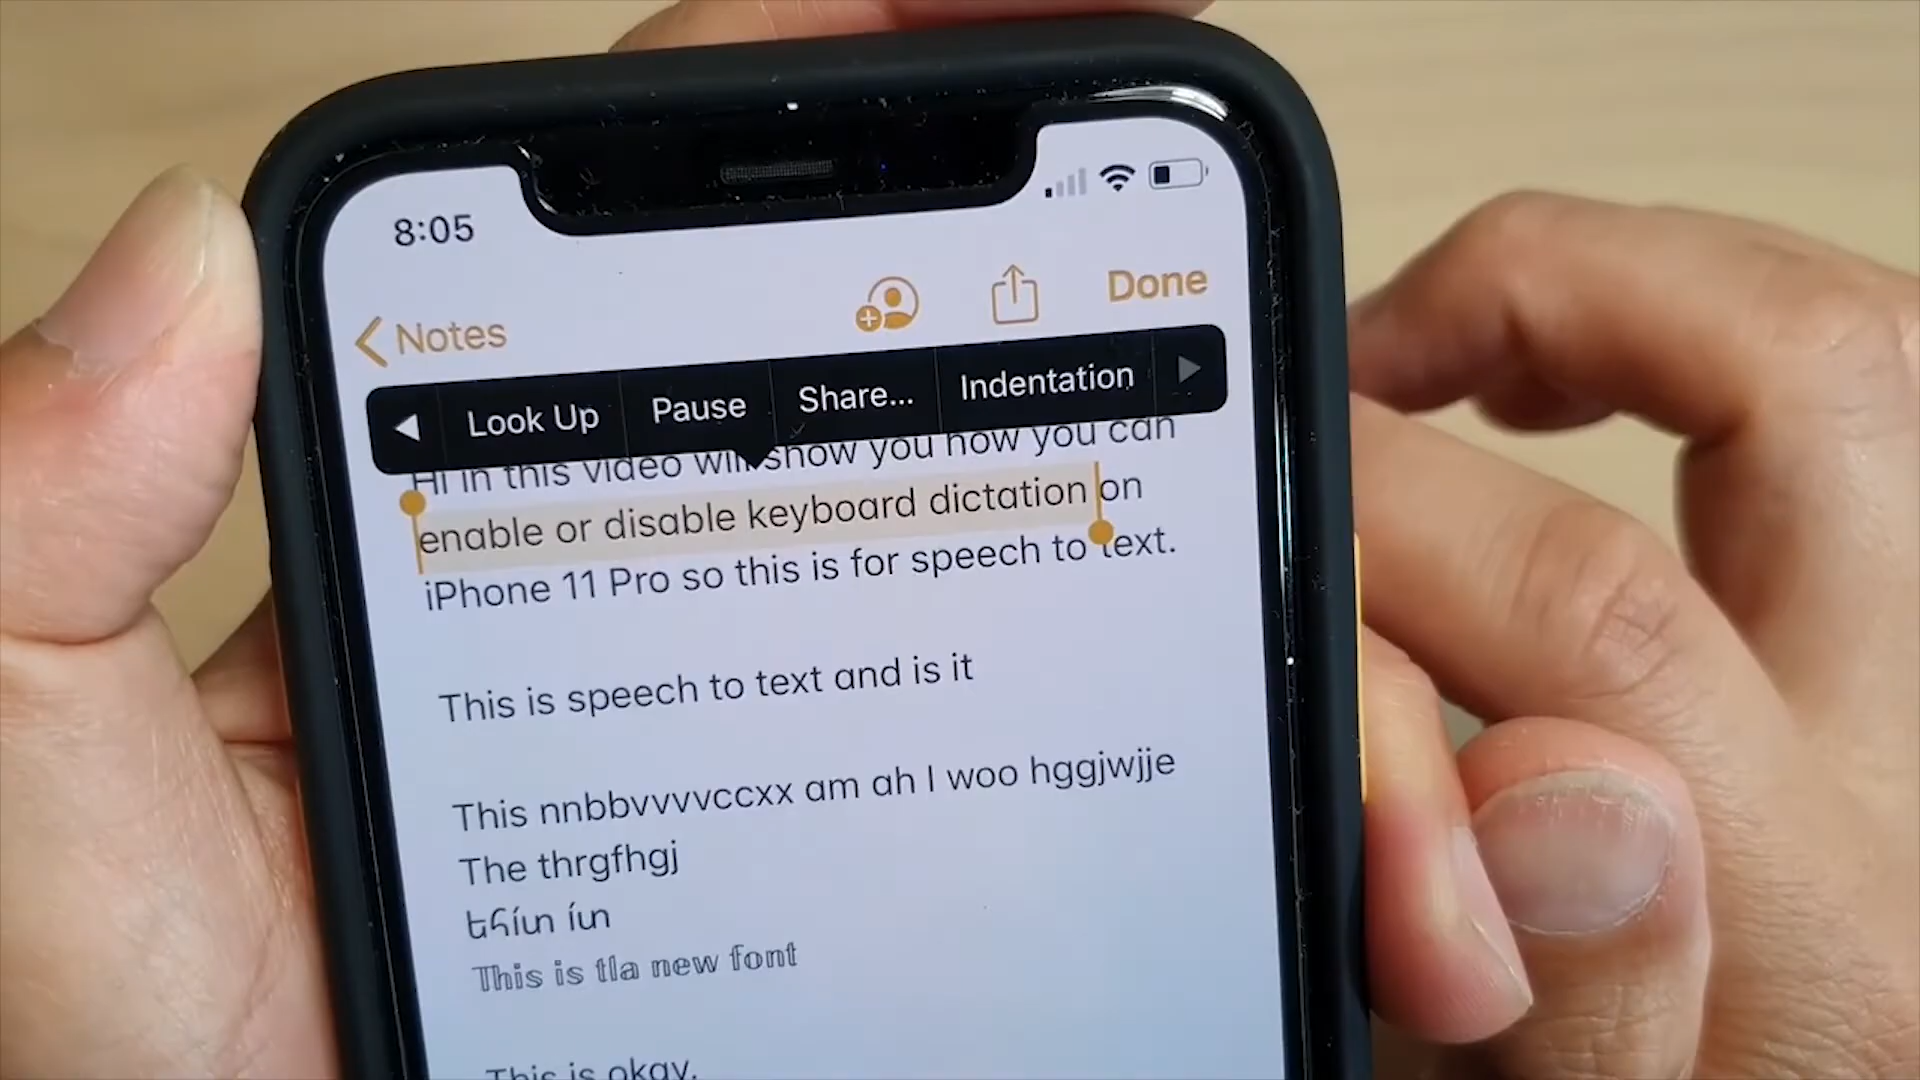 8:05
Notes
Done
Look Up
Pause
Share...
Indentation
Hi in this video will show you how you can
enable or disable keyboard dictation on
iPhone 11 Pro so this is for speech to text.
This is speech to text and is it
This nnbbvvvvccxx am ah I woo hggjwjje
The thrgfhgj
եհíա íա
This is tla new font
This is okay.